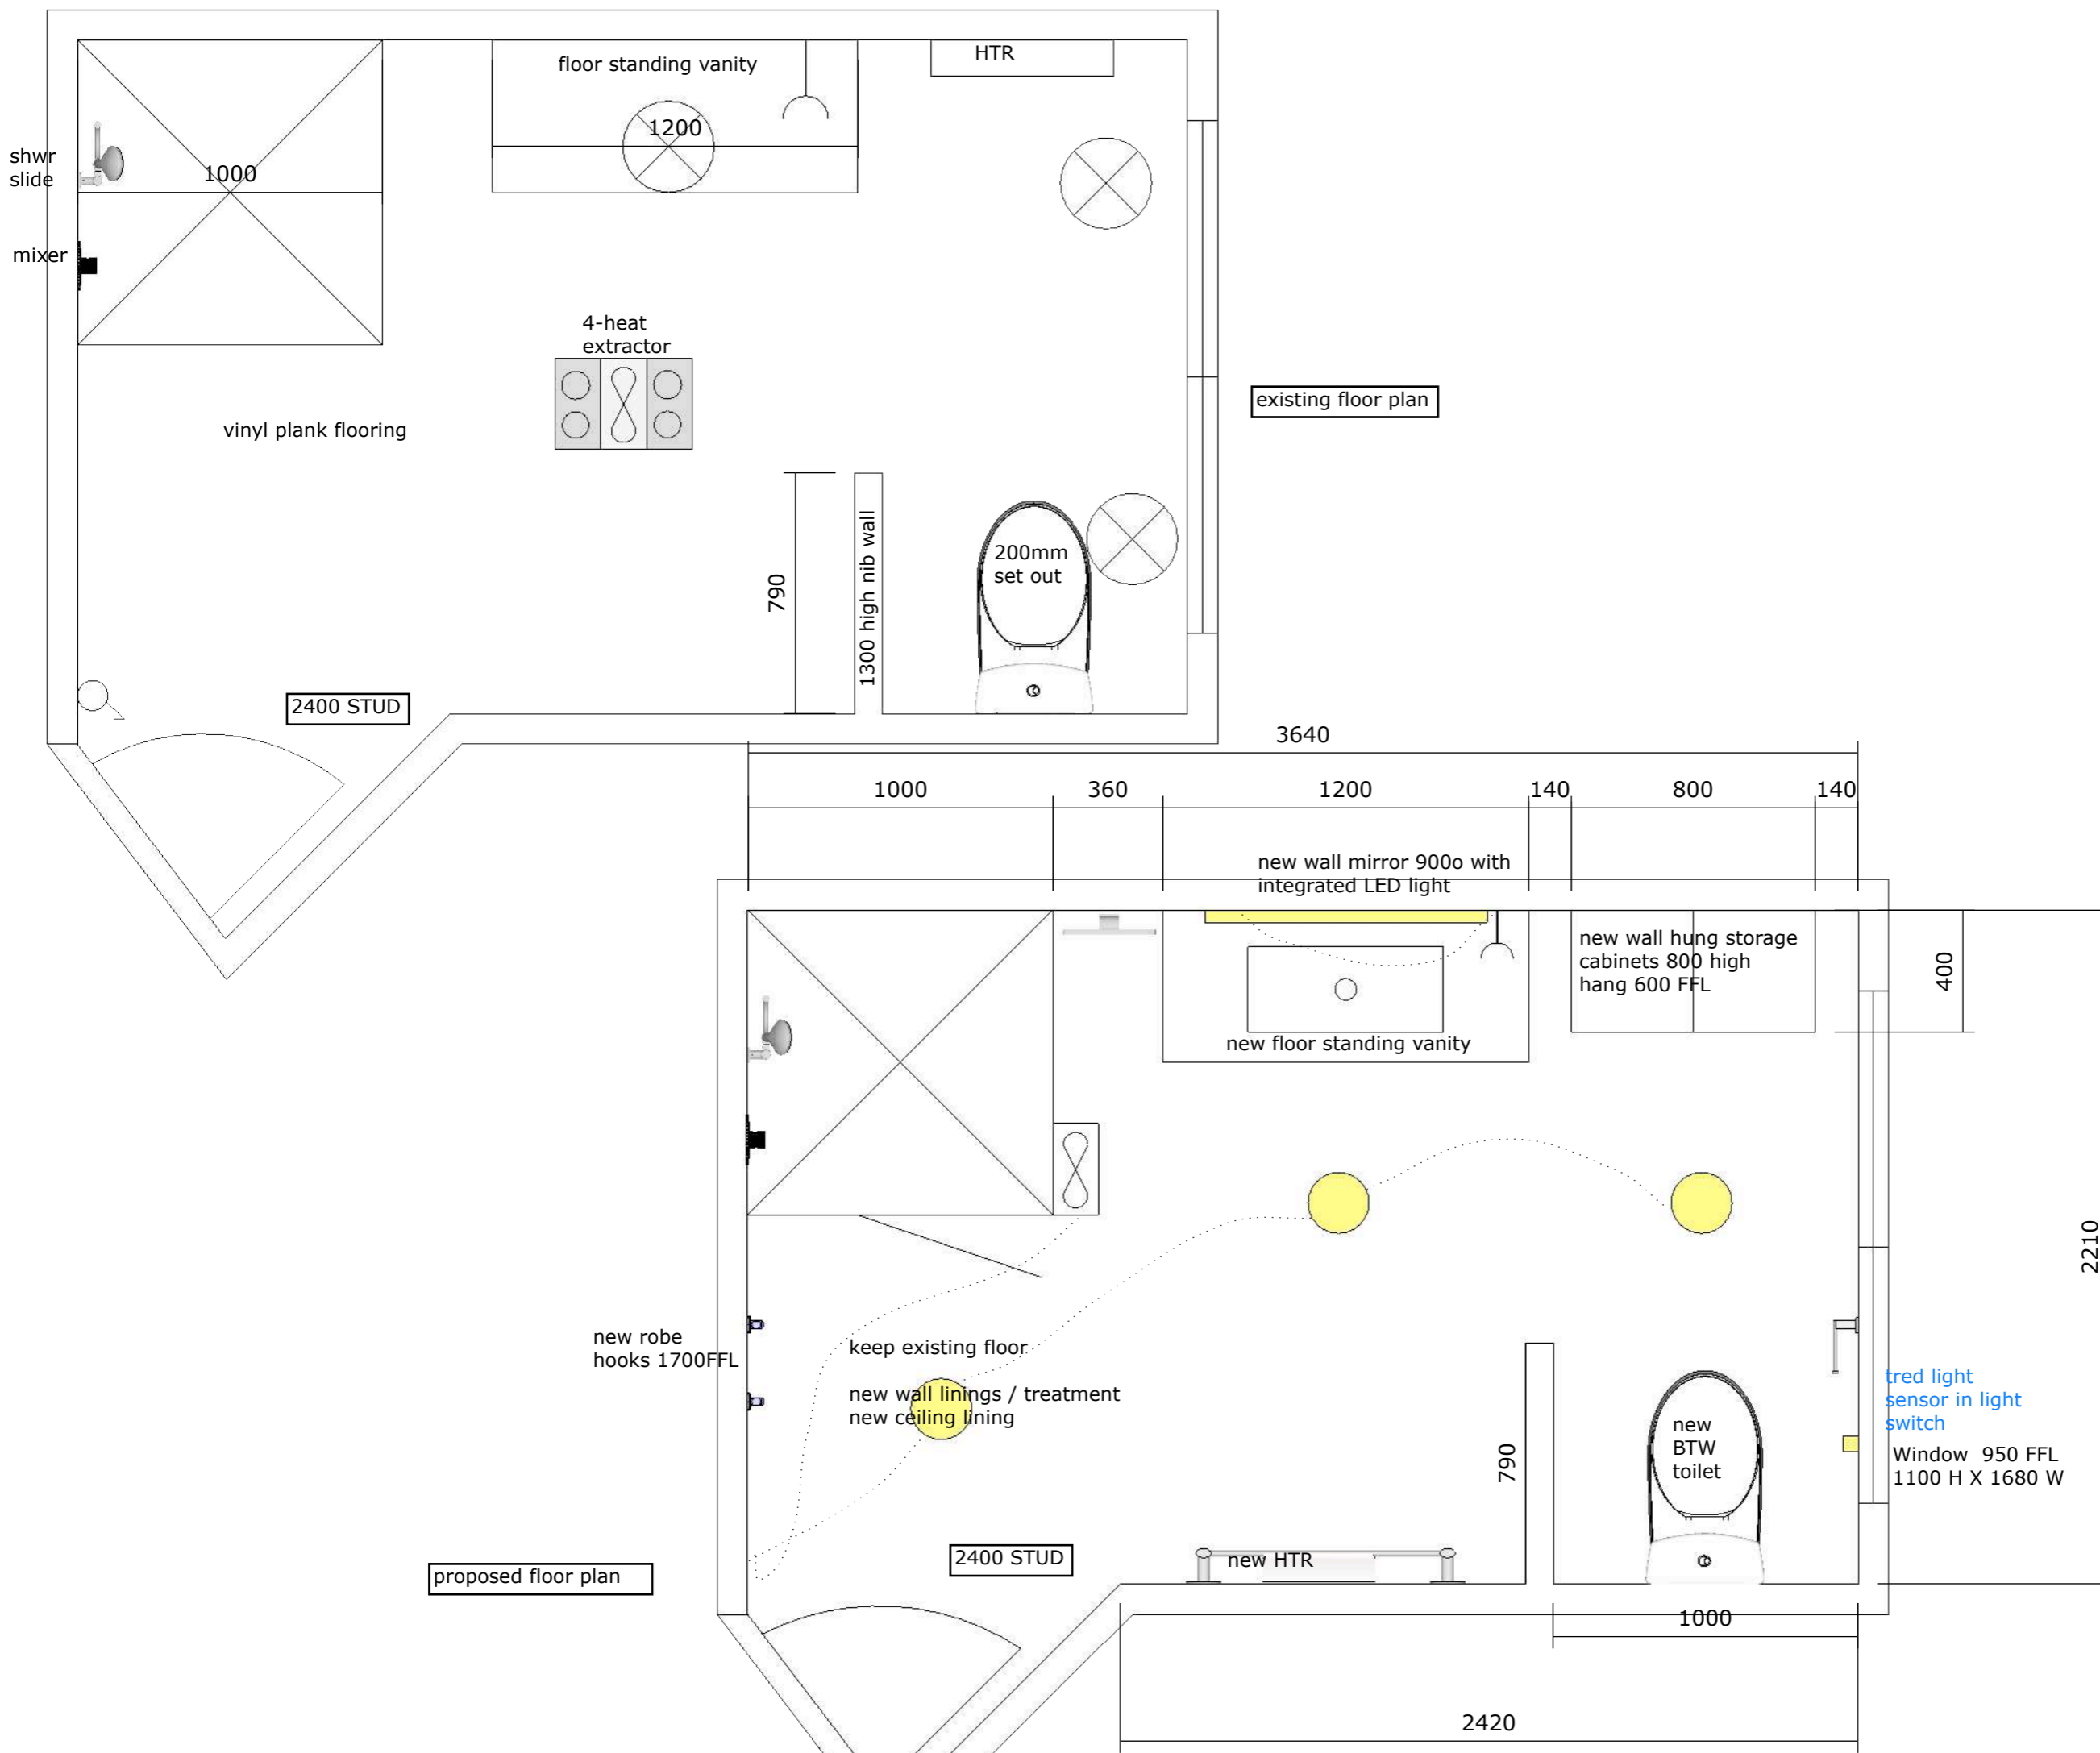 floor standing vanity
HTR
1200
shwr
slide
1000
mixer
4-heat
extractor
existing floor plan
vinyl plank flooring
200mm
set out
790
1300 high nib wall
2400 STUD
3640
1000
360
1200
140
800
140
new wall mirror 900o with
integrated LED light
new wall hung storage
cabinets 800 high
hang 600 FFL
400
new floor standing vanity
2210
new robe
hooks 1700FFL
keep existing floor
new wall linings / treatment
new ceiling lining
tred light
sensor in light
switch
Window 950 FFL
1100 H X 1680 W
new
BTW
toilet
790
2400 STUD
new HTR
proposed floor plan
1000
2420